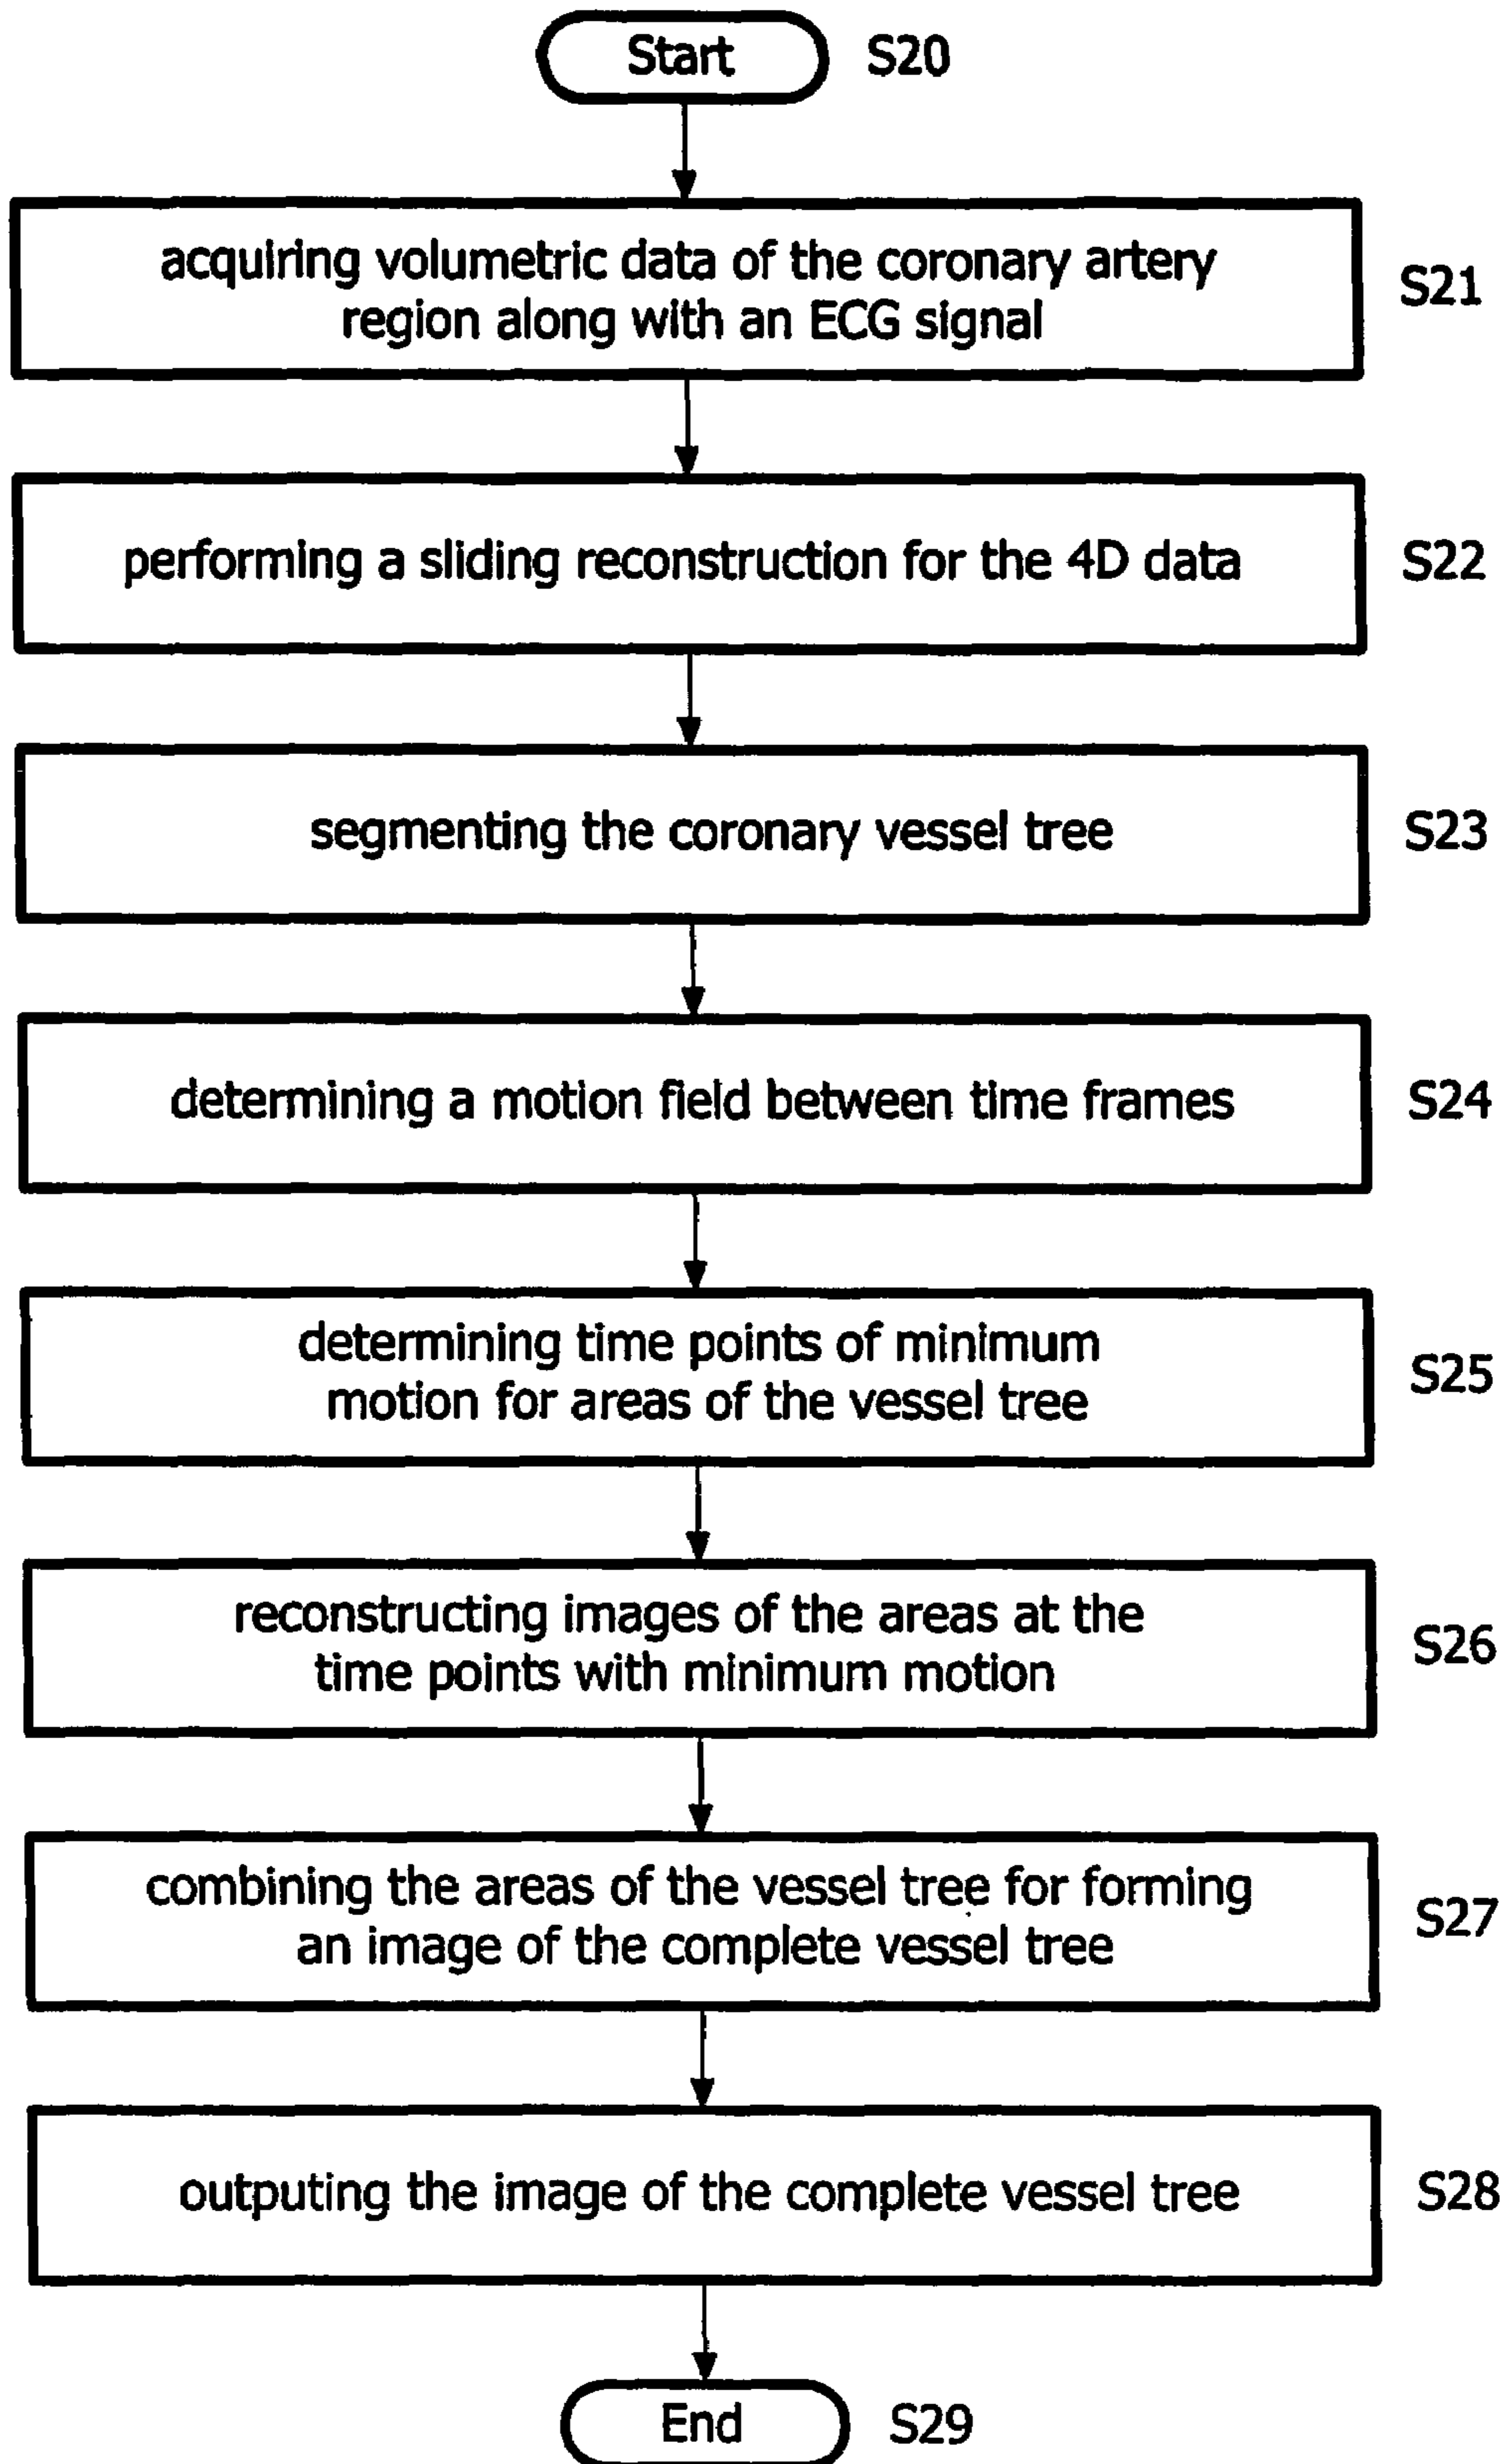 Start S20
acquiring volumetric data of the coronary artery
region along with an ECG signal
S21
performing a sliding reconstruction for the 4D data S22
segmenting the coronary vessel tree S23
determining a motion field between time frames S24
determining time points of minimum
motion for areas of the vessel tree
S25
reconstructing images of the areas at the
time points with minimum motion
S26
combining the areas of the vessel tree for forming
an image of the complete vessel tree
S27
outputing the image of the complete vessel tree S28
End S29